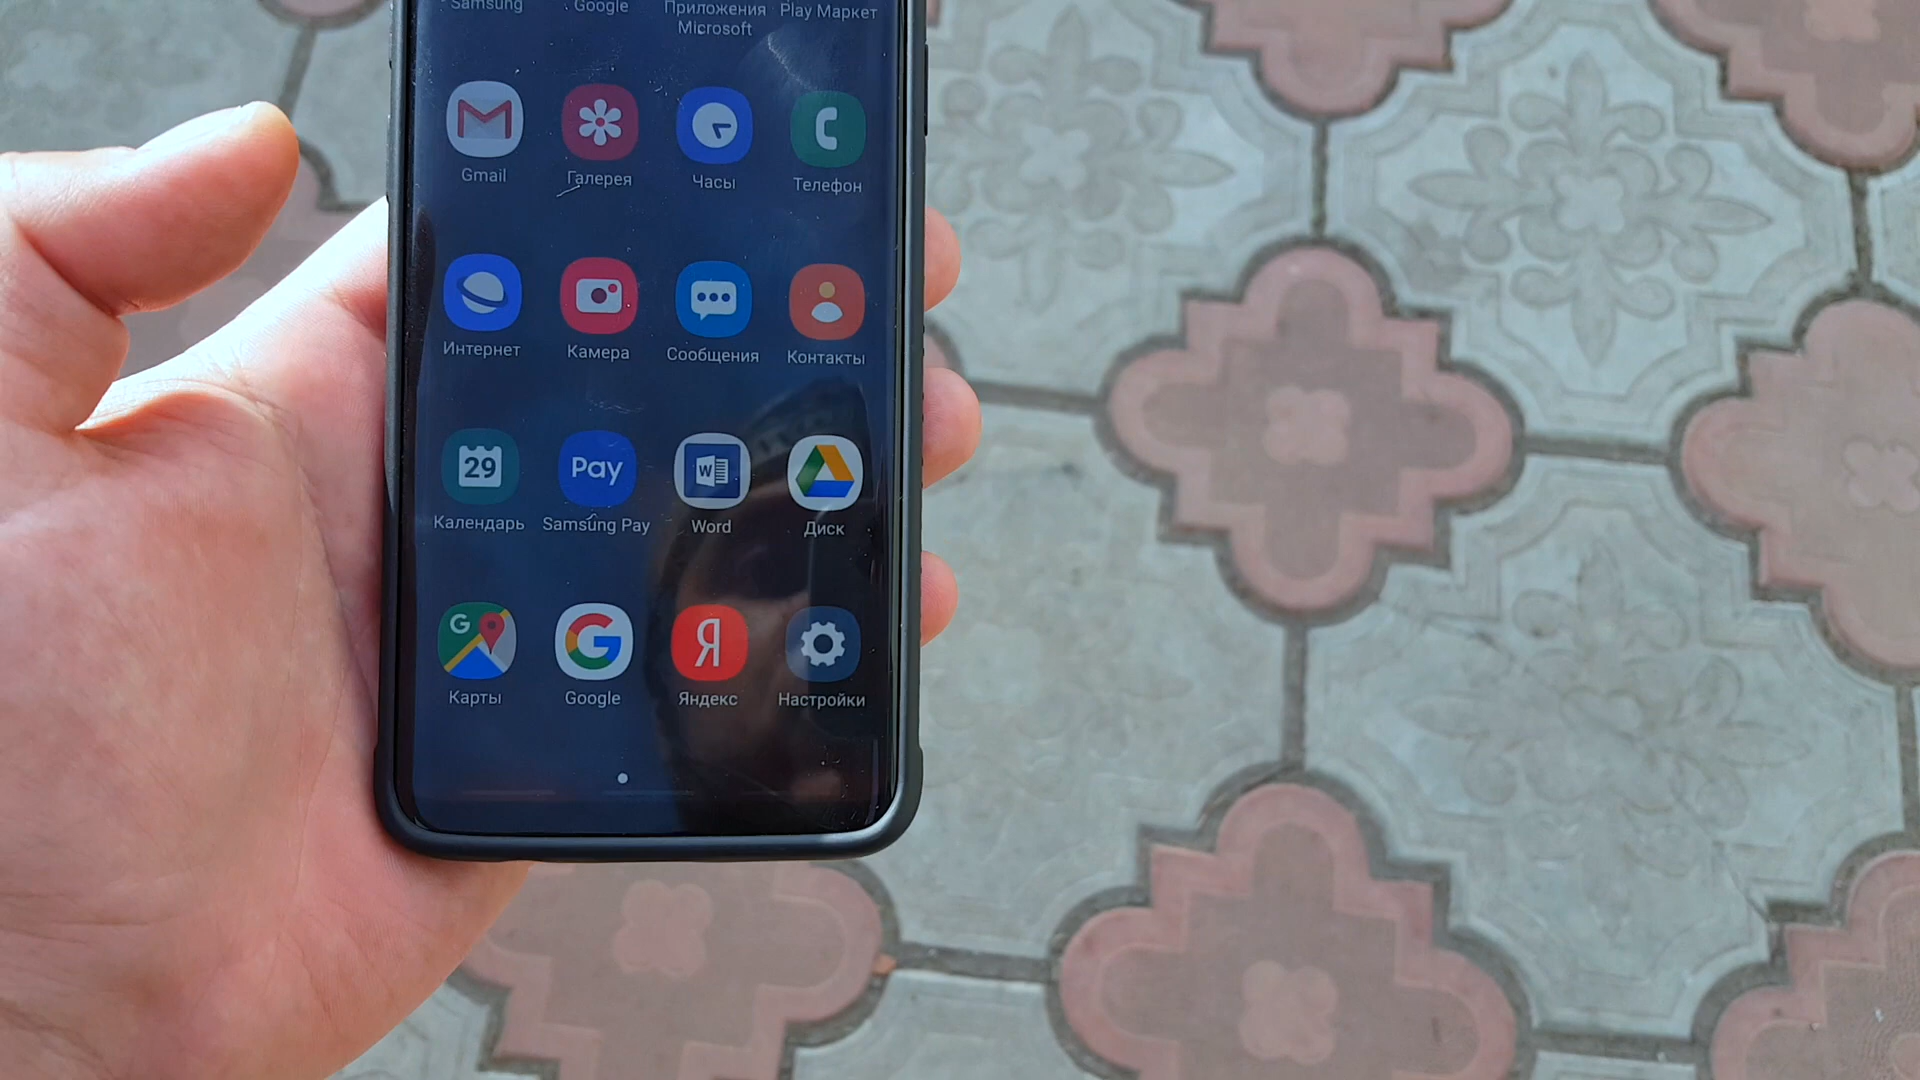 Samsung Google Приложения Microsoft Play Маркет
Gmail Галерея Часы Телефон
Интернет Камера Сообщения Контакты
29 Pay W
Календарь Samsung Pay Word Диск
G G Я
Карты Google Яндекс Настройки